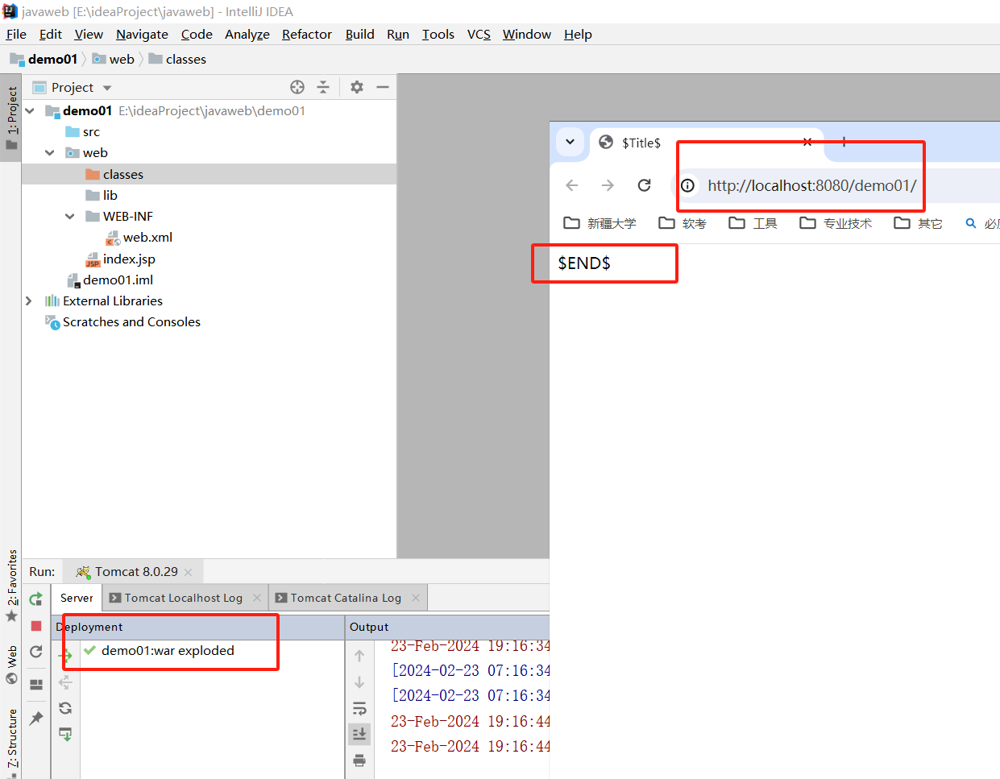 javaweb [E:\ideaProject\javaweb] - IntelliJ IDEA
File Edit View Navigate Code Analyze Refactor Build Run Tools VCS Window Help
demo01 web classes
1: Project
Project
demo01 E:\ideaProject\javaweb\demo01
src
web
classes
lib
WEB-INF
web.xml
index.jsp
JSP
demo01.iml
External Libraries
Scratches and Consoles
$Title$
http://localhost:8080/demo01/
新疆大学 软考 工具 专业技术 其它
$END$
2: Favorites
Web
7: Structure
Run: Tomcat 8.0.29
Server Tomcat Localhost Log Tomcat Catalina Log
Deployment Output
demo01:war exploded
23-Feb-2024 19:16:34
[2024-02-23 07:16:34
[2024-02-23 07:16:34
23-Feb-2024 19:16:44
23-Feb-2024 19:16:44